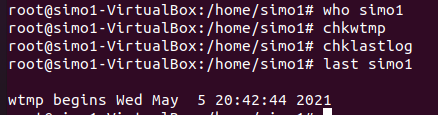 root@simo1-VirtualBox:/home/simo1# who simo1
root@simo1-VirtualBox:/home/simo1# chkwtmp
root@simo1-VirtualBox:/home/simo1# chklastlog
root@simo1-VirtualBox:/home/simo1# last simo1

wtmp begins Wed May  5 20:42:44 2021
root@simo1-VirtualBox:/home/simo1#